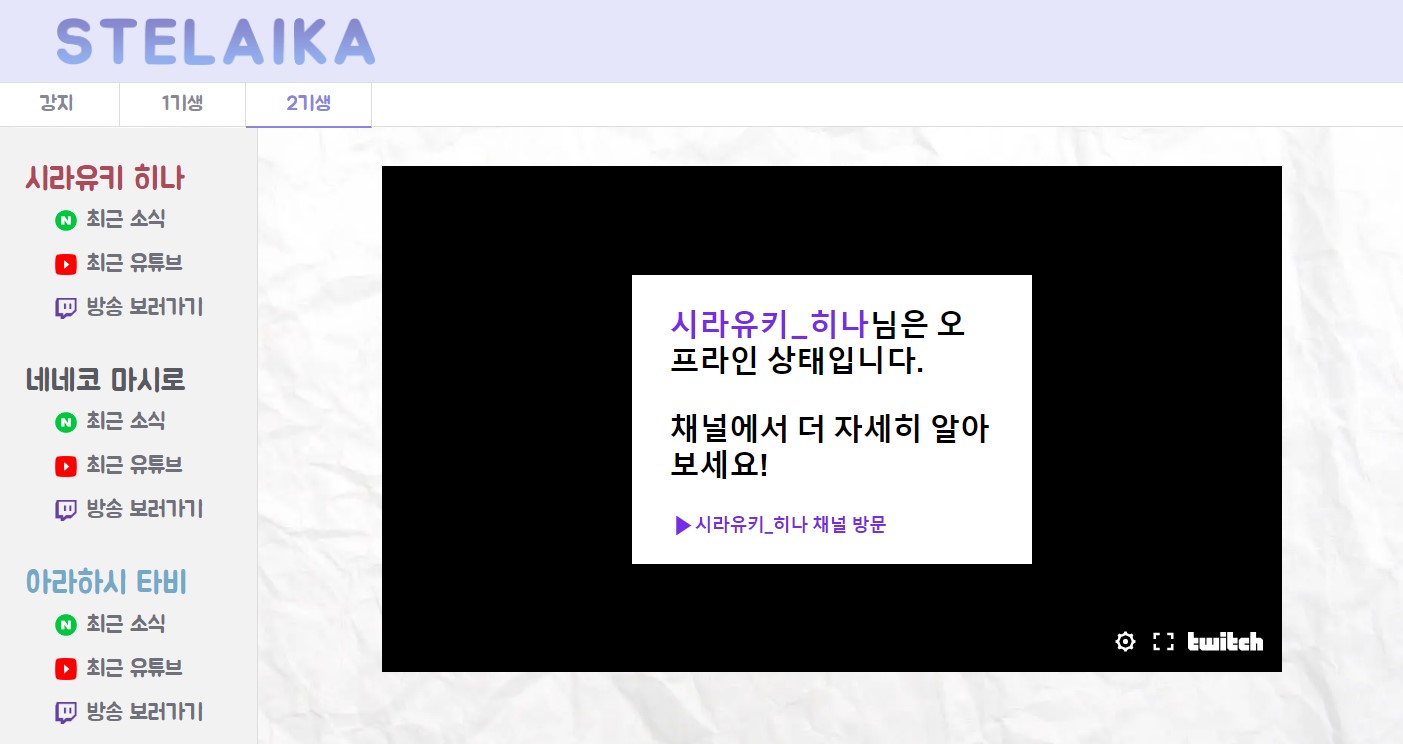 STELAIKA
강지
1기생
2기생
시라유키 히나
최근 소식
최근 유튜브
방송 보러가기
네네코 마시로
최근 소식
최근 유튜브
방송 보러가기
아라하시 타비
최근 소식
최근 유튜브
방송 보러가기
시라유키_히나님은 오
프라인 상태입니다.
채널에서 더 자세히 알아
보세요!
시라유키_히나 채널 방문
twitch